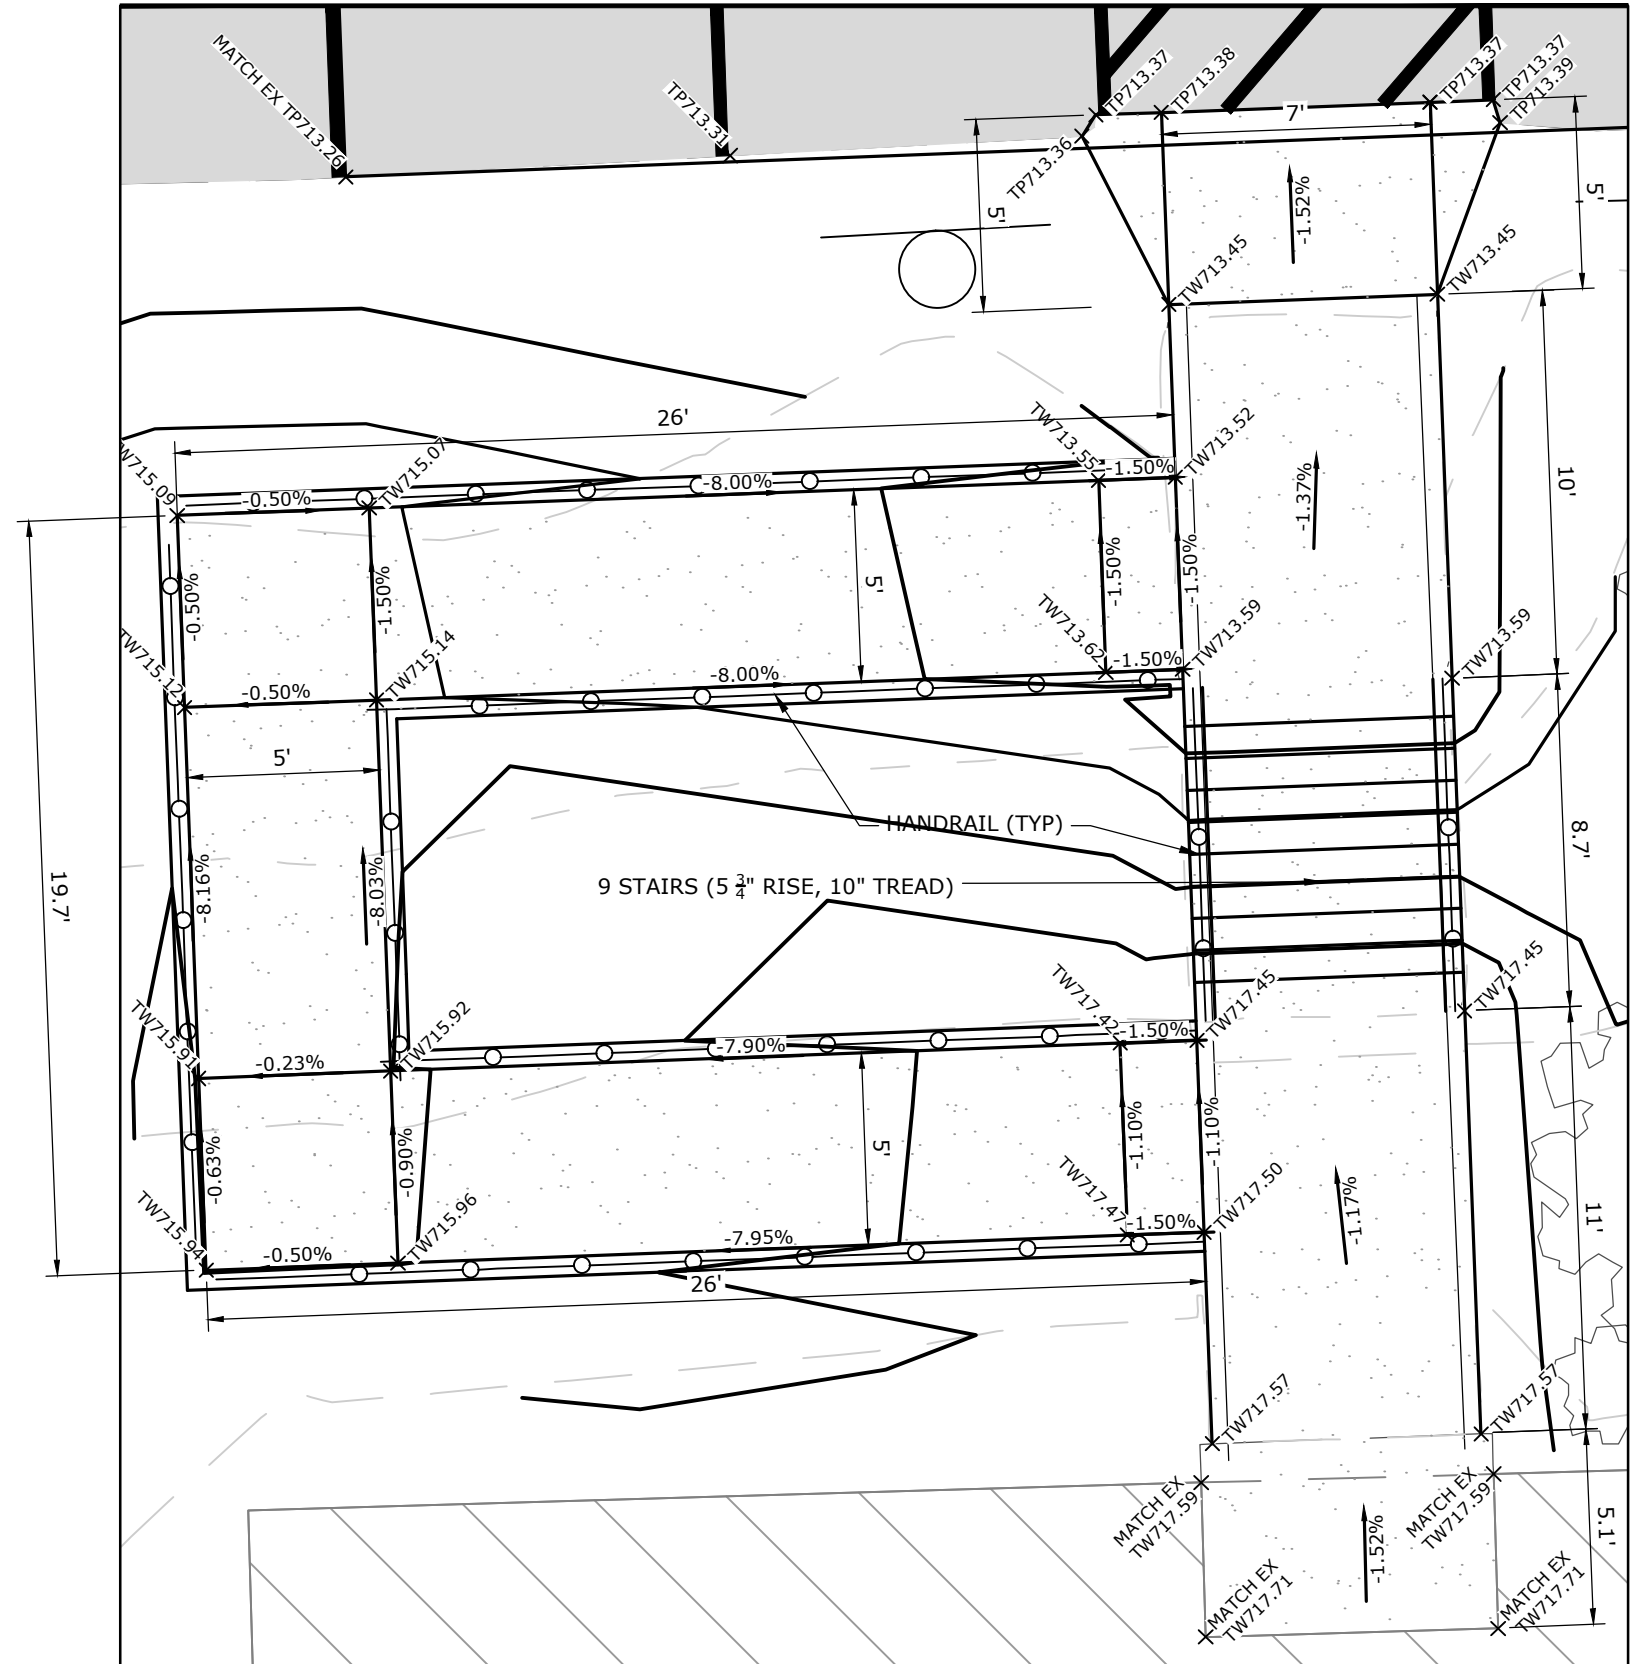 MATCH EX TP713.26
TP713.31
TP713.37
TP713.38
TP713.37
TP713.37
TP713.39
7'
TP713.36
5'
-1.52%
5'
TW713.45
TW713.45
26'
TW713.55
TW713.52
-1.50%
TW715.09
TW715.07
-0.50%
-8.00%
-1.37%
10'
-0.50%
-1.50%
5'
-1.50%
-1.50%
TW713.62
TW713.59
TW713.59
TW715.12
TW715.14
-0.50%
-8.00%
-1.50%
5'
HANDRAIL (TYP)
8.7'
19.7'
-8.16%
-8.03%
9 STAIRS (5 3/4" RISE, 10" TREAD)
TW715.91
TW715.92
TW717.42
TW717.45
TW717.45
-0.23%
-7.90%
-1.50%
-0.63%
-0.90%
5'
-1.10%
-1.10%
TW717.47
TW717.50
-1.17%
11'
TW715.94
TW715.96
-0.50%
-7.95%
-1.50%
26'
TW717.57
TW717.57
MATCH EX
TW717.59
MATCH EX
TW717.59
-1.52%
5.1'
MATCH EX
TW717.71
MATCH EX
TW717.71